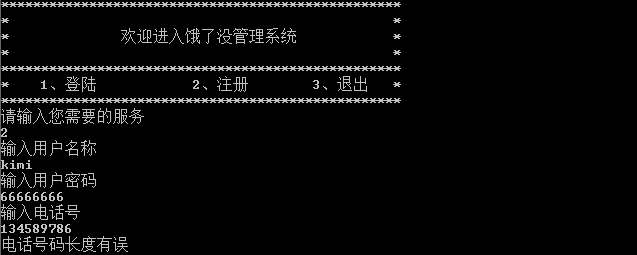 **************************************************
*                                                *
*              欢迎进入饿了没管理系统            *
*                                                *
**************************************************
*    1、登陆            2、注册        3、退出   *
**************************************************
请输入您需要的服务
2
输入用户名称
kimi
输入用户密码
66666666
输入电话号
134589786
电话号码长度有误